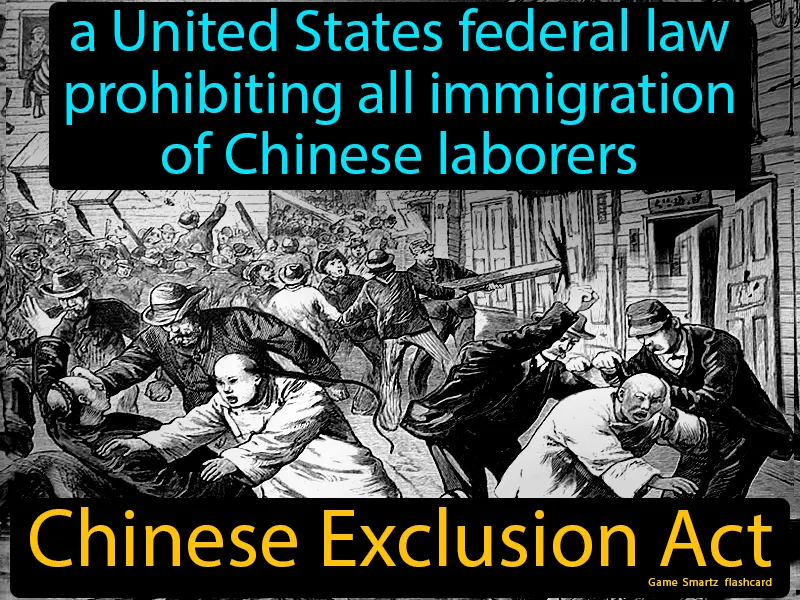 a United States federal law
prohibiting all immigration
of Chinese laborers
Chinese Exclusion Act
Game Smartz flashcard